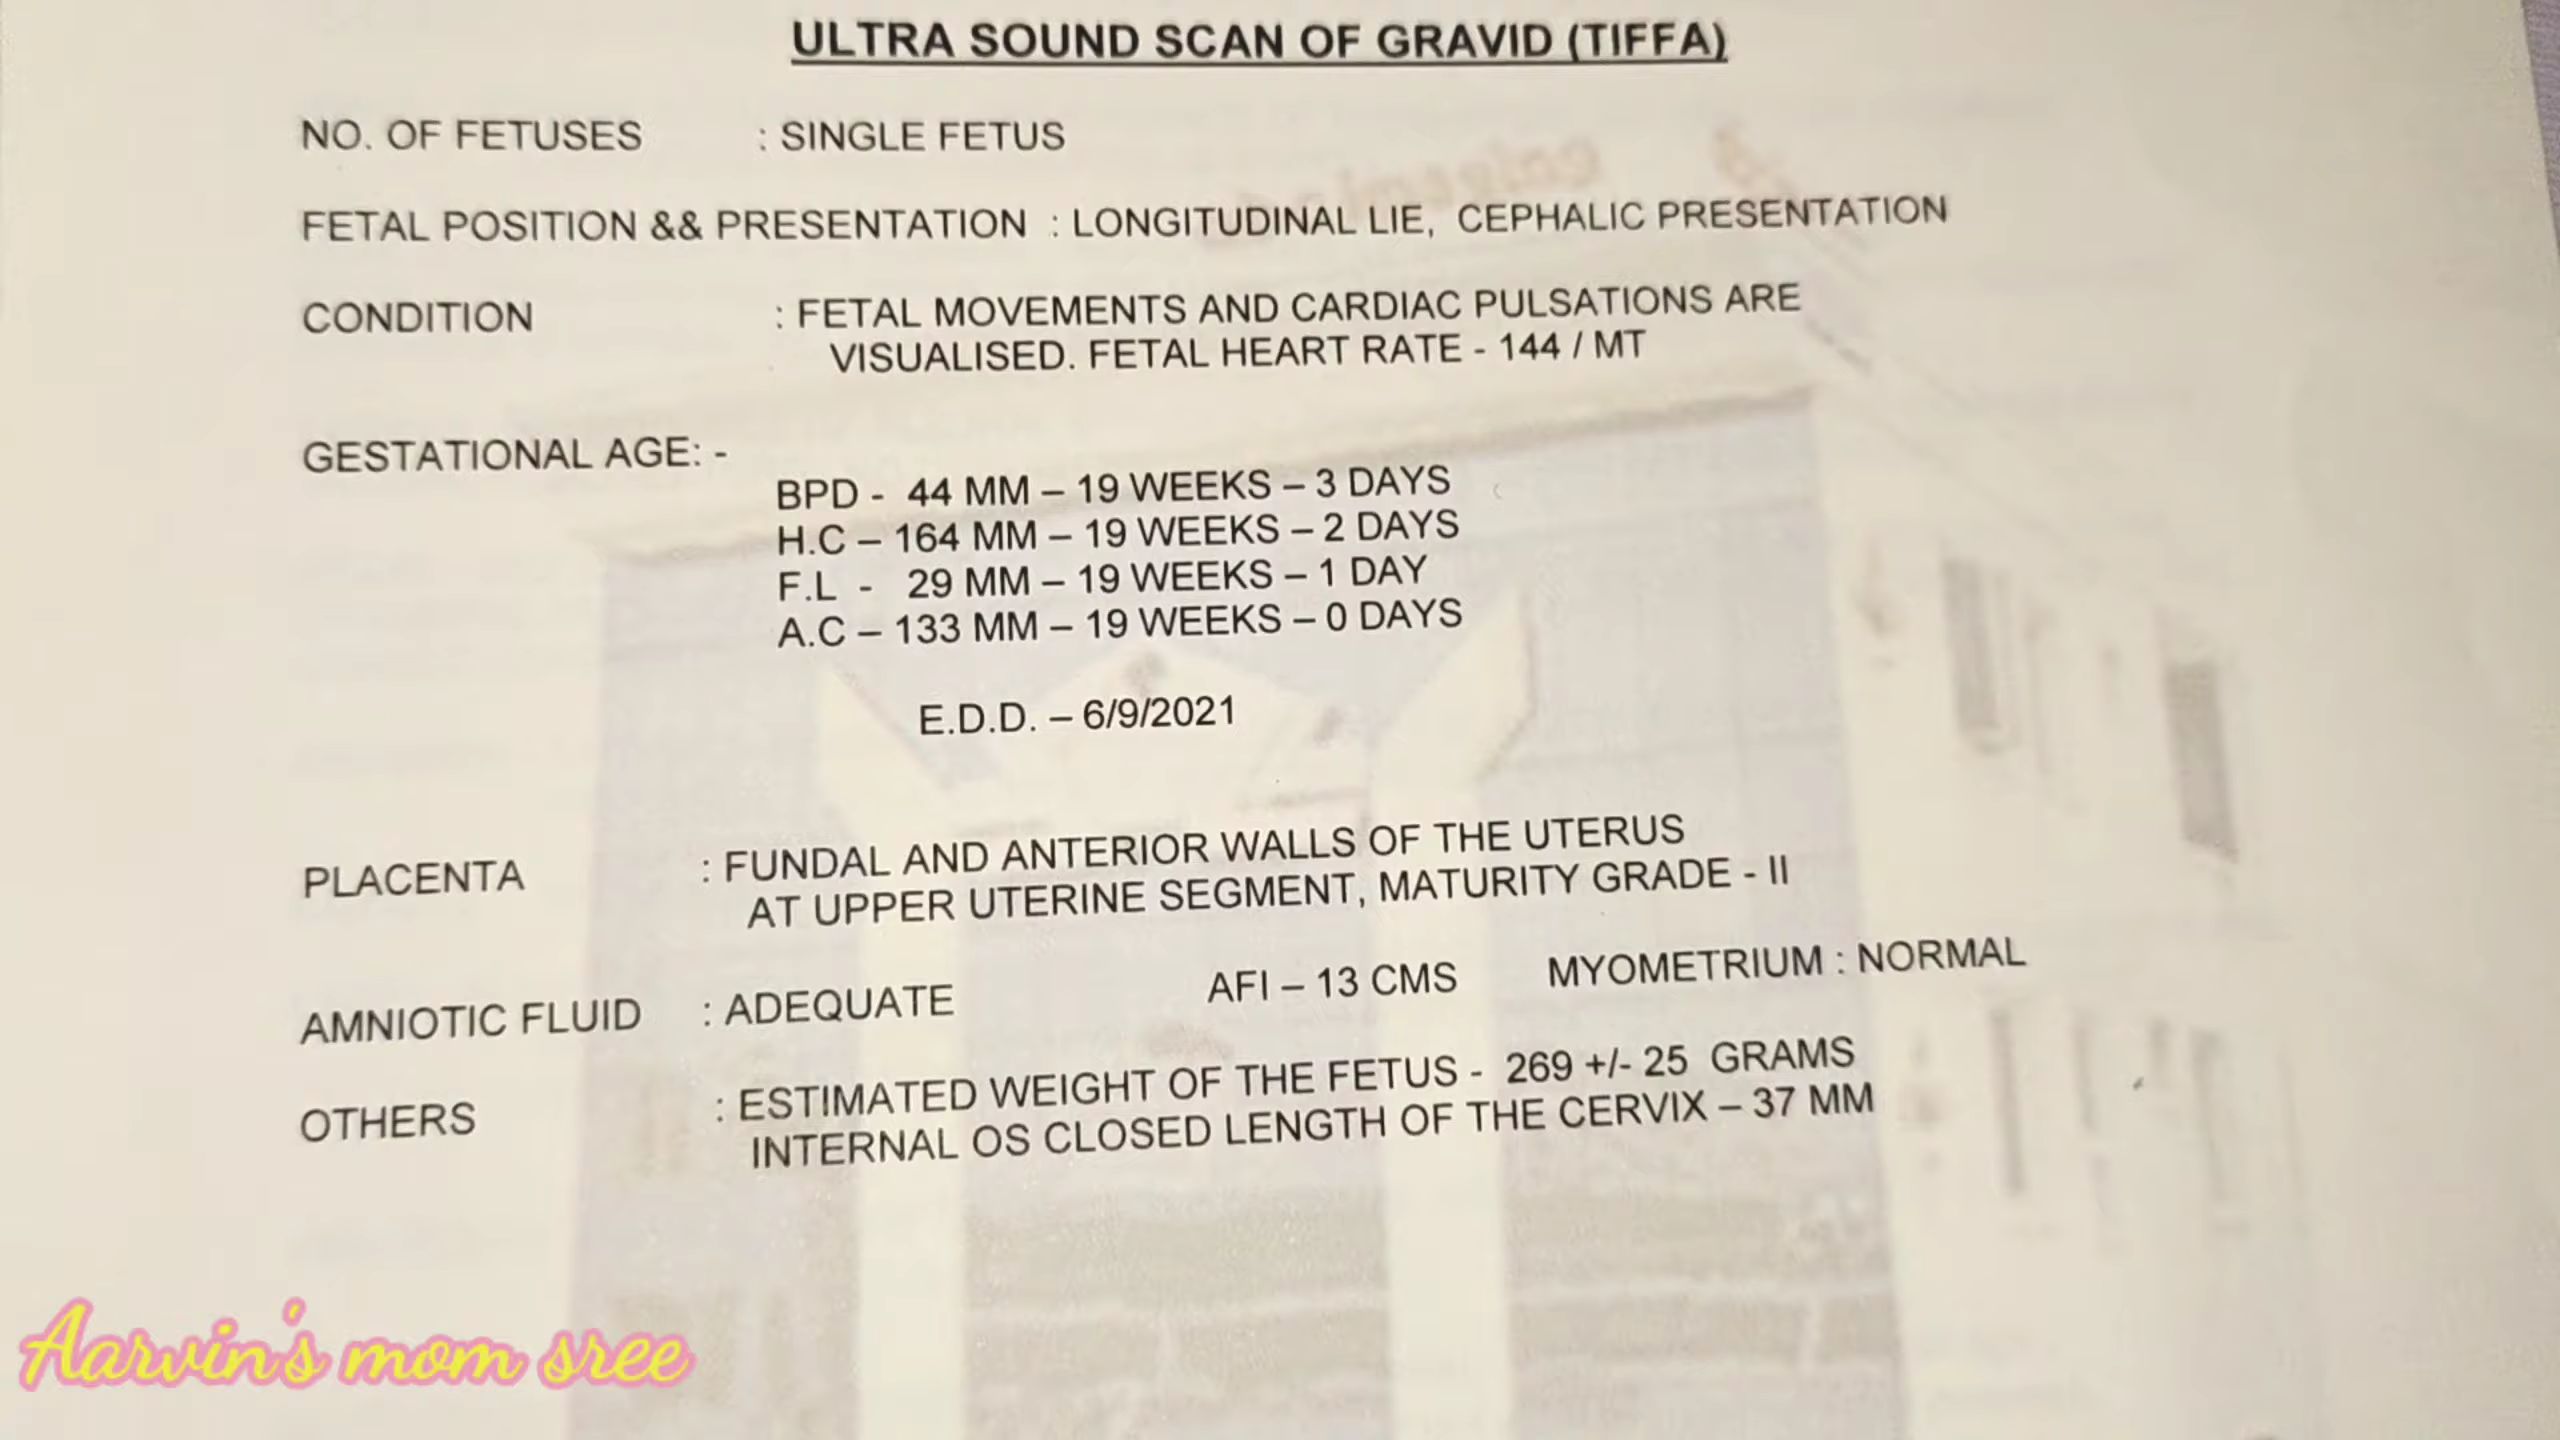 ULTRA SOUND SCAN OF GRAVID (TIFFA)
NO. OF FETUSES : SINGLE FETUS
FETAL POSITION && PRESENTATION : LONGITUDINAL LIE, CEPHALIC PRESENTATION
CONDITION : FETAL MOVEMENTS AND CARDIAC PULSATIONS ARE
VISUALISED. FETAL HEART RATE - 144 / MT
GESTATIONAL AGE: -
BPD - 44 MM – 19 WEEKS – 3 DAYS
H.C – 164 MM – 19 WEEKS – 2 DAYS
F.L - 29 MM – 19 WEEKS – 1 DAY
A.C – 133 MM – 19 WEEKS – 0 DAYS
E.D.D. – 6/9/2021
PLACENTA : FUNDAL AND ANTERIOR WALLS OF THE UTERUS
AT UPPER UTERINE SEGMENT, MATURITY GRADE - II
AMNIOTIC FLUID : ADEQUATE AFI – 13 CMS MYOMETRIUM : NORMAL
OTHERS : ESTIMATED WEIGHT OF THE FETUS - 269 +/- 25 GRAMS
INTERNAL OS CLOSED LENGTH OF THE CERVIX – 37 MM
Aarvin's mom sree